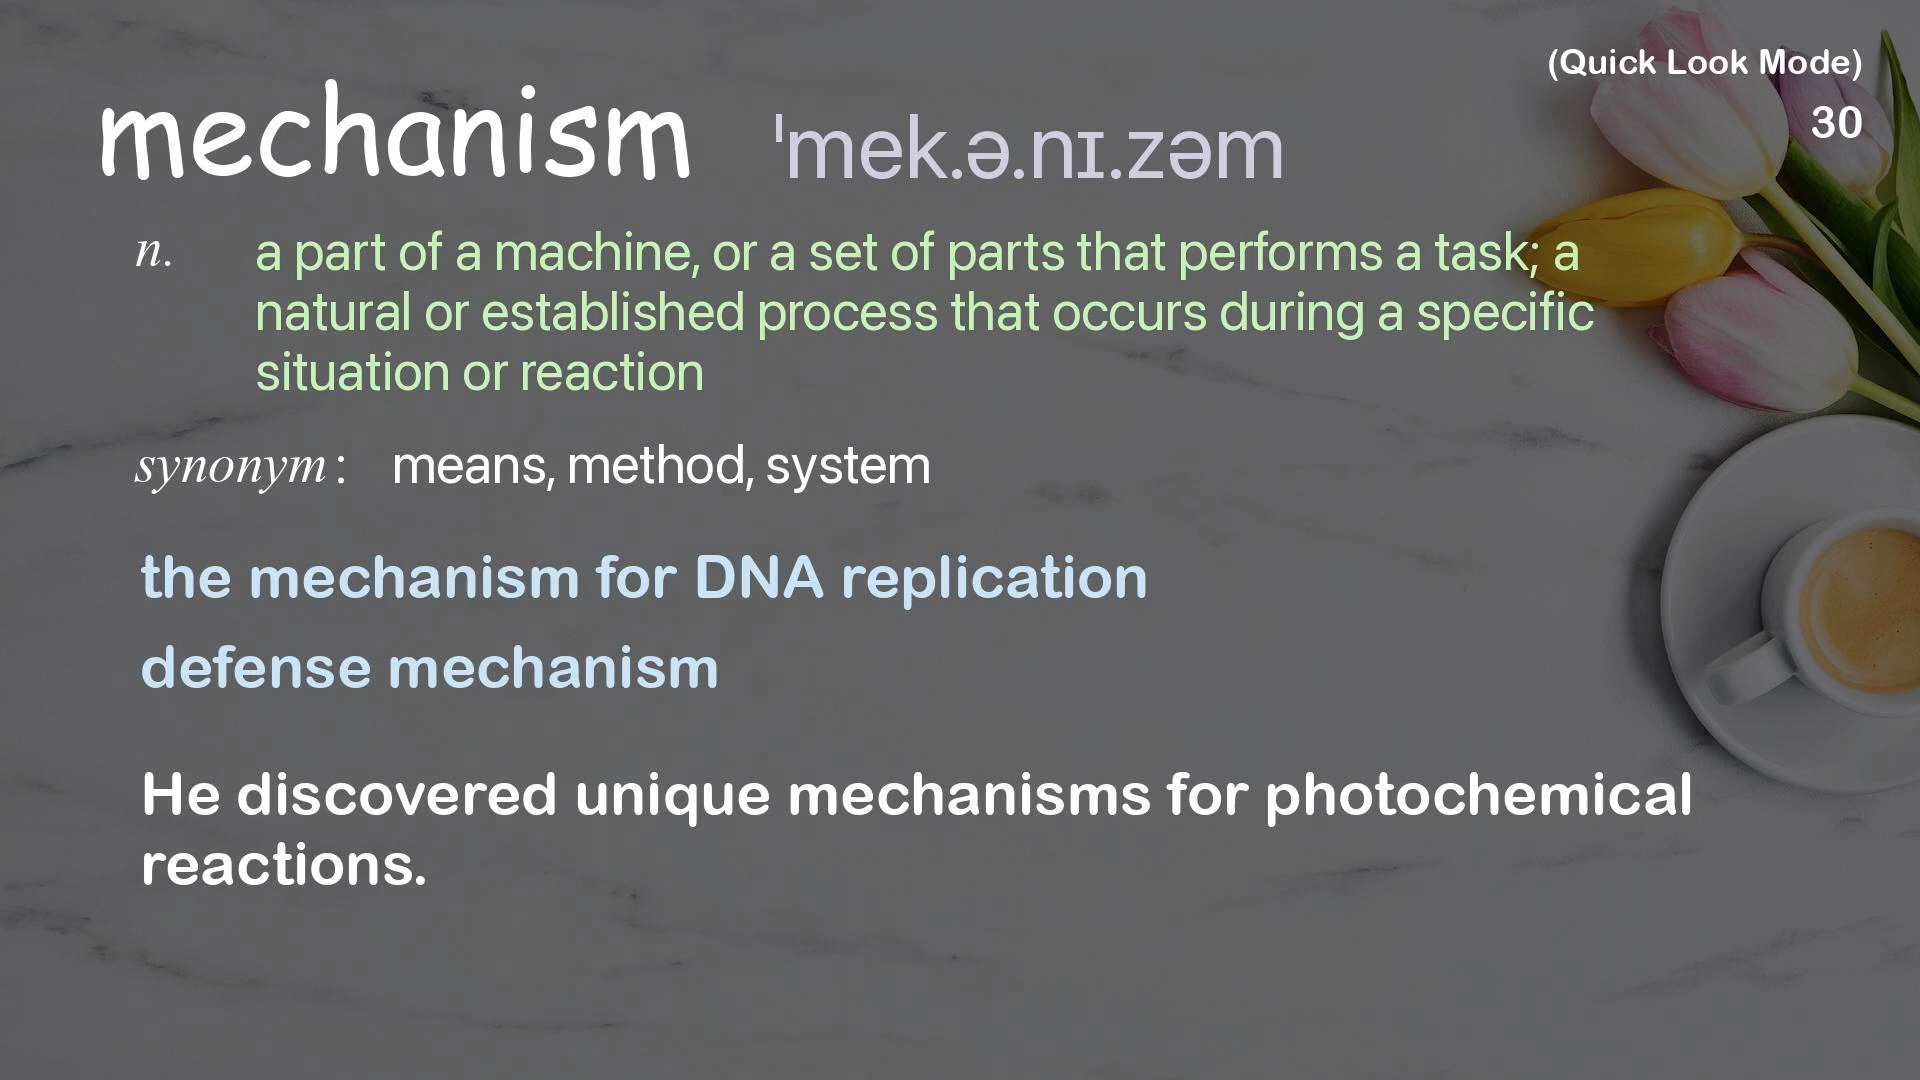 (Quick Look Mode)
30
mechanism ˈmek.ə.nɪ.zəm
n. a part of a machine, or a set of parts that performs a task; a
natural or established process that occurs during a specific
situation or reaction
synonym: means, method, system
the mechanism for DNA replication
defense mechanism
He discovered unique mechanisms for photochemical
reactions.